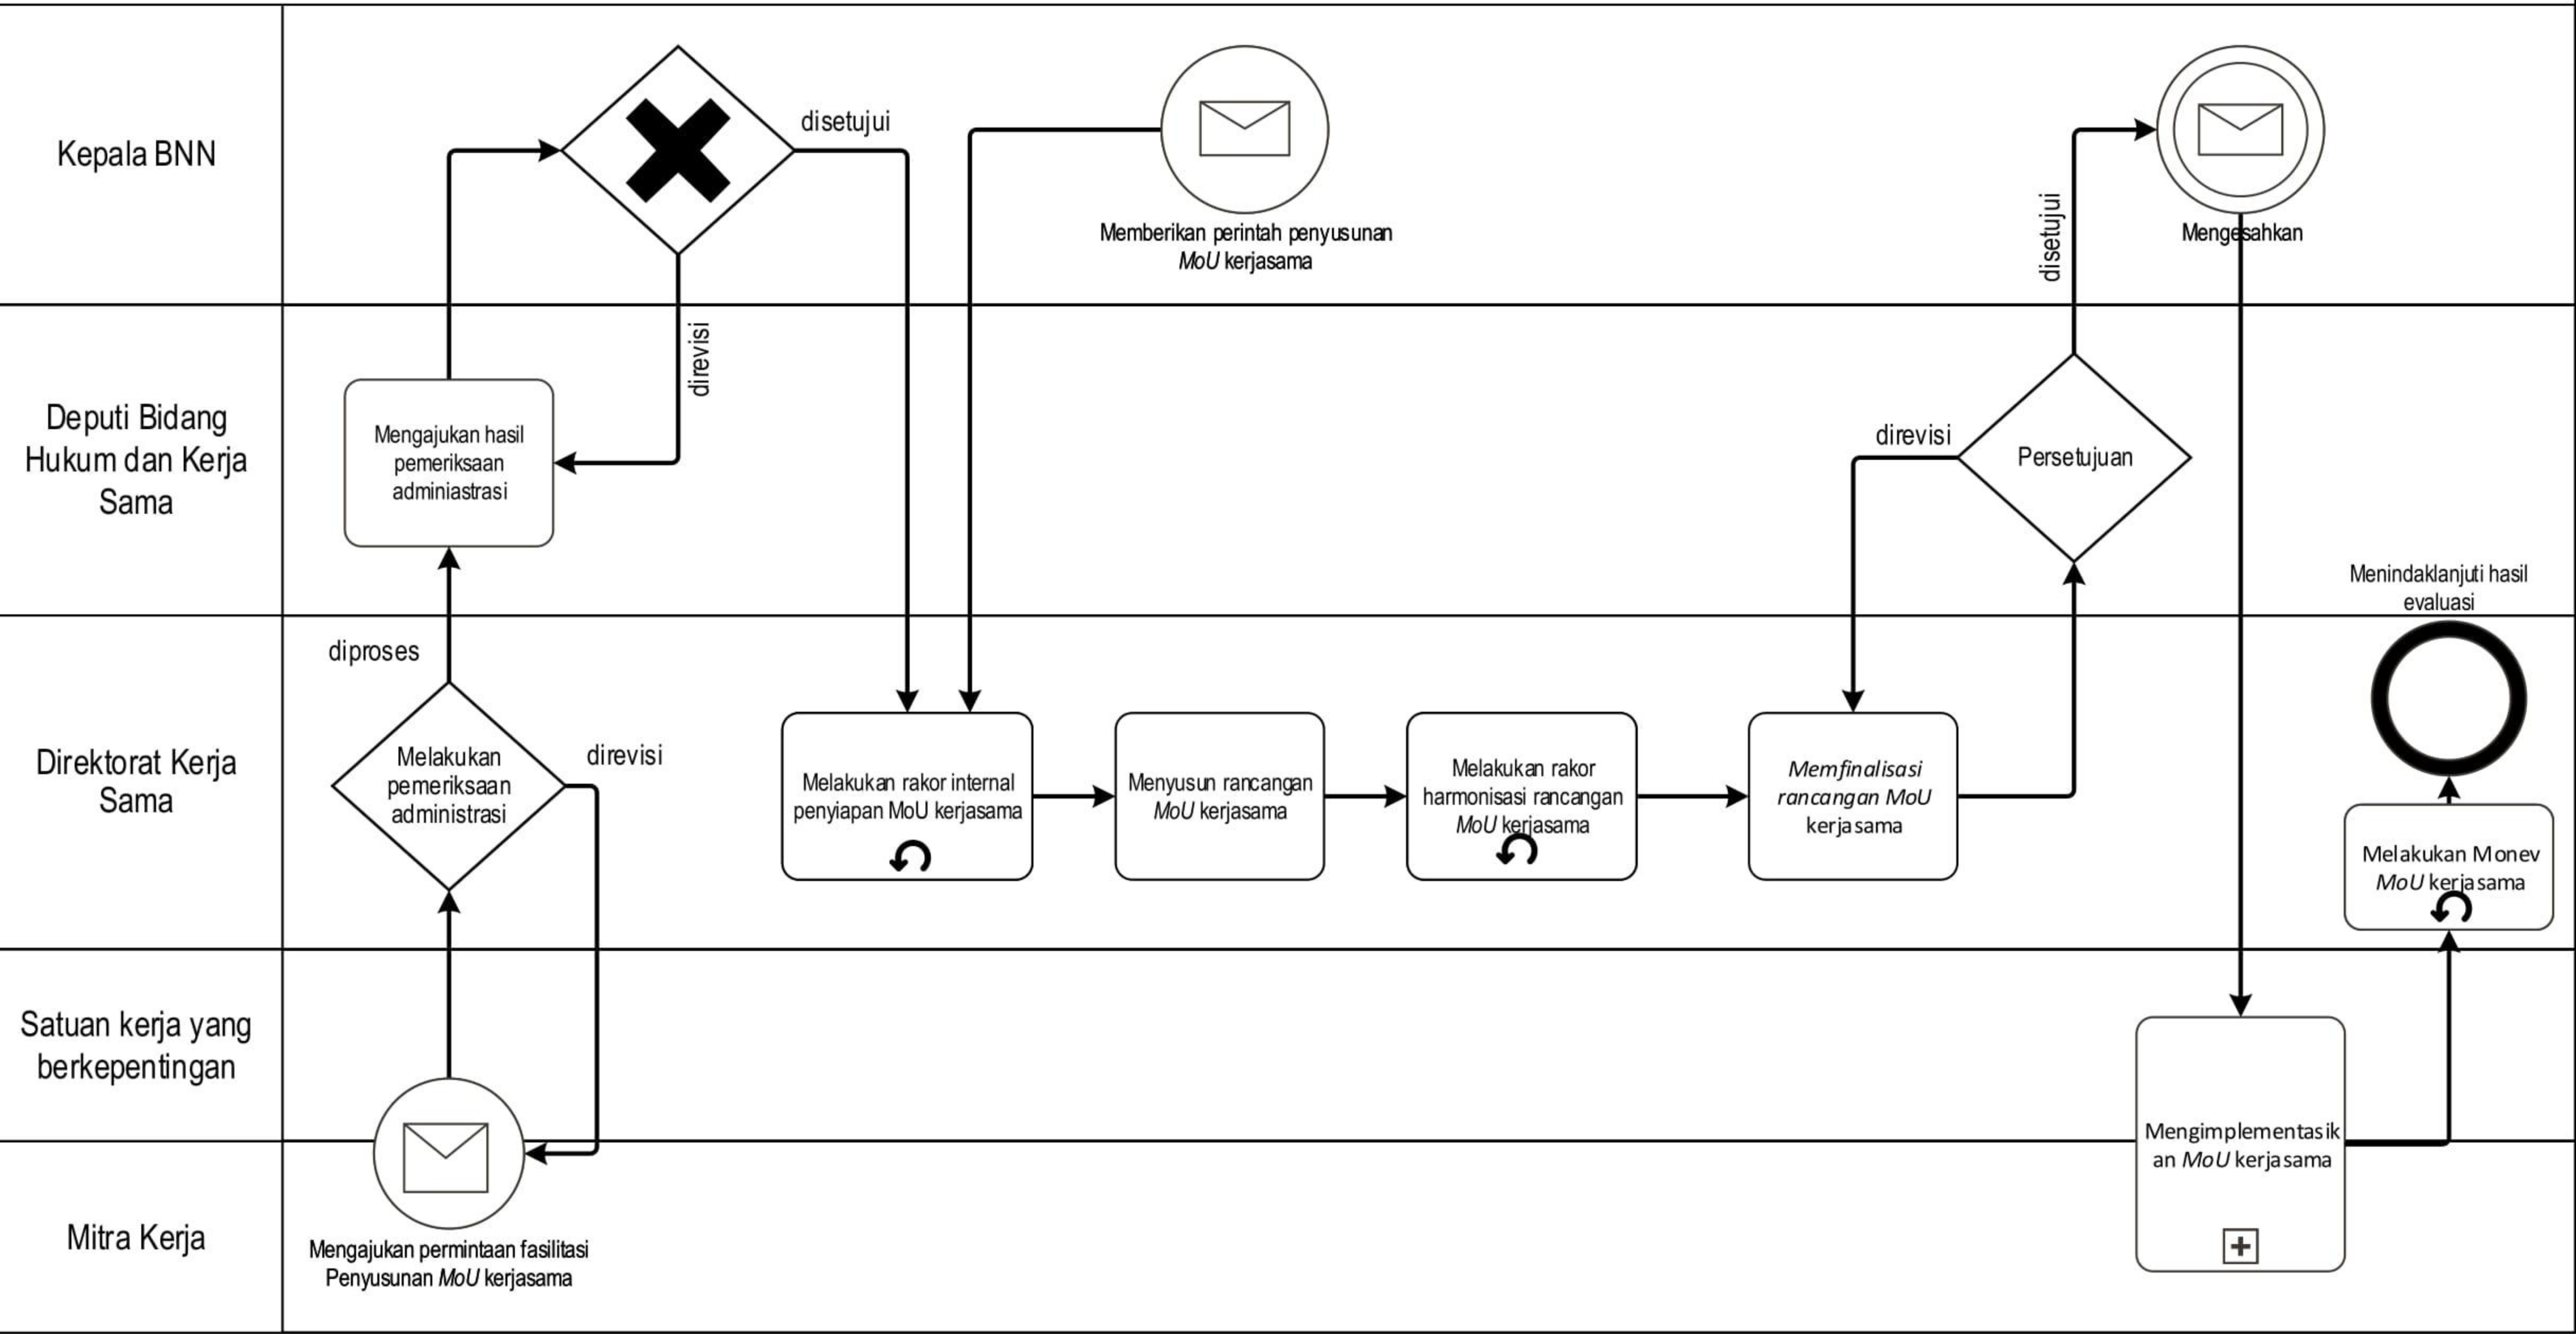 Kepala BNN
disetujui
direvisi
Memberikan perintah penyusunan
MoU kerjasama
disetujui
Mengesahkan
Deputi Bidang
Hukum dan Kerja
Sama
Mengajukan hasil
pemeriksaan
adminiastrasi
direvisi
Persetujuan
Menindaklanjuti hasil
evaluasi
Direktorat Kerja
Sama
diproses
Melakukan
pemeriksaan
administrasi
direvisi
Melakukan rakor internal
penyiapan MoU kerjasama
Menyusun rancangan
MoU kerjasama
Melakukan rakor
harmonisasi rancangan
MoU kerjasama
Memfinalisasi
rancangan MoU
kerjasama
Melakukan Monev
MoU kerjasama
Satuan kerja yang
berkepentingan
Mitra Kerja
Mengajukan permintaan fasilitasi
Penyusunan MoU kerjasama
Mengimplementasik
an MoU kerjasama